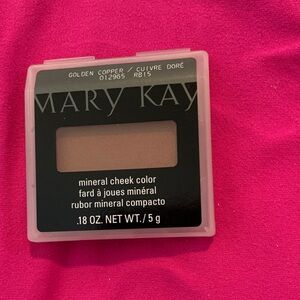 GOLDEN COPPER / CUIVRE DORÉ
012965 RB15
MARY KAY
mineral cheek color
fard à joues minéral
rubor mineral compacto
.18 OZ. NET WT./ 5 g